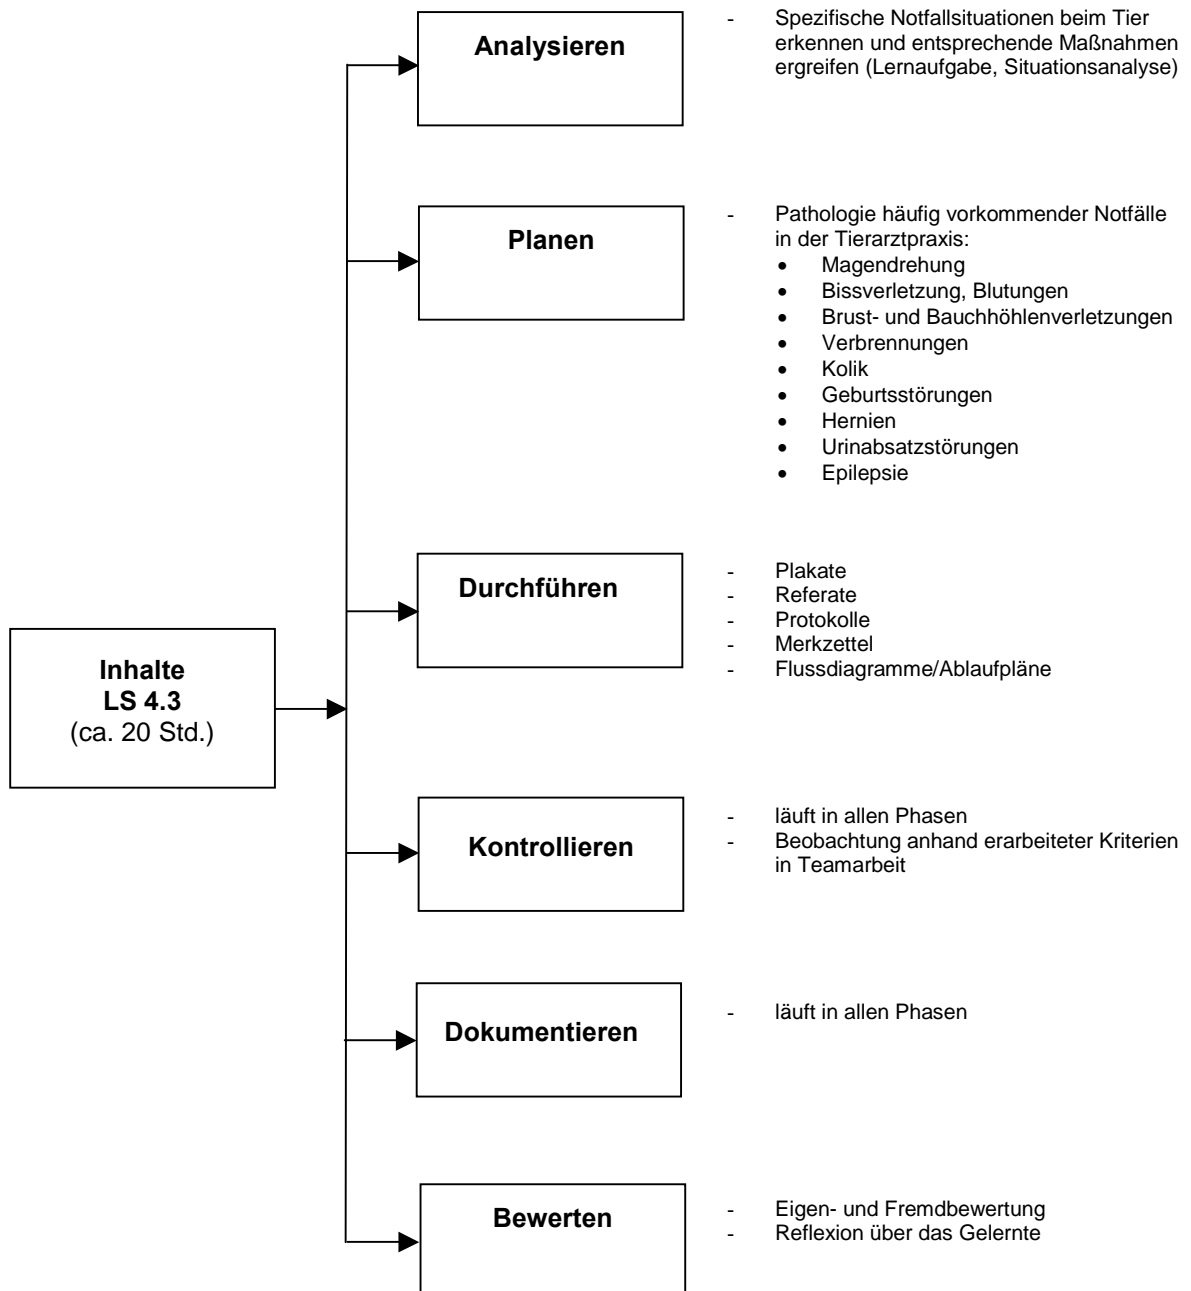 Analysieren
- Spezifische Notfallsituationen beim Tier
erkennen und entsprechende Maßnahmen
ergreifen (Lernaufgabe, Situationsanalyse)
Planen
- Pathologie häufig vorkommender Notfälle
in der Tierarztpraxis:
• Magendrehung
• Bissverletzung, Blutungen
• Brust- und Bauchhöhlenverletzungen
• Verbrennungen
• Kolik
• Geburtsstörungen
• Hernien
• Urinabsatzstörungen
• Epilepsie
Durchführen
- Plakate
- Referate
- Protokolle
- Merkzettel
- Flussdiagramme/Ablaufpläne
Inhalte
LS 4.3
(ca. 20 Std.)
Kontrollieren
- läuft in allen Phasen
- Beobachtung anhand erarbeiteter Kriterien
in Teamarbeit
Dokumentieren
- läuft in allen Phasen
Bewerten
- Eigen- und Fremdbewertung
- Reflexion über das Gelernte